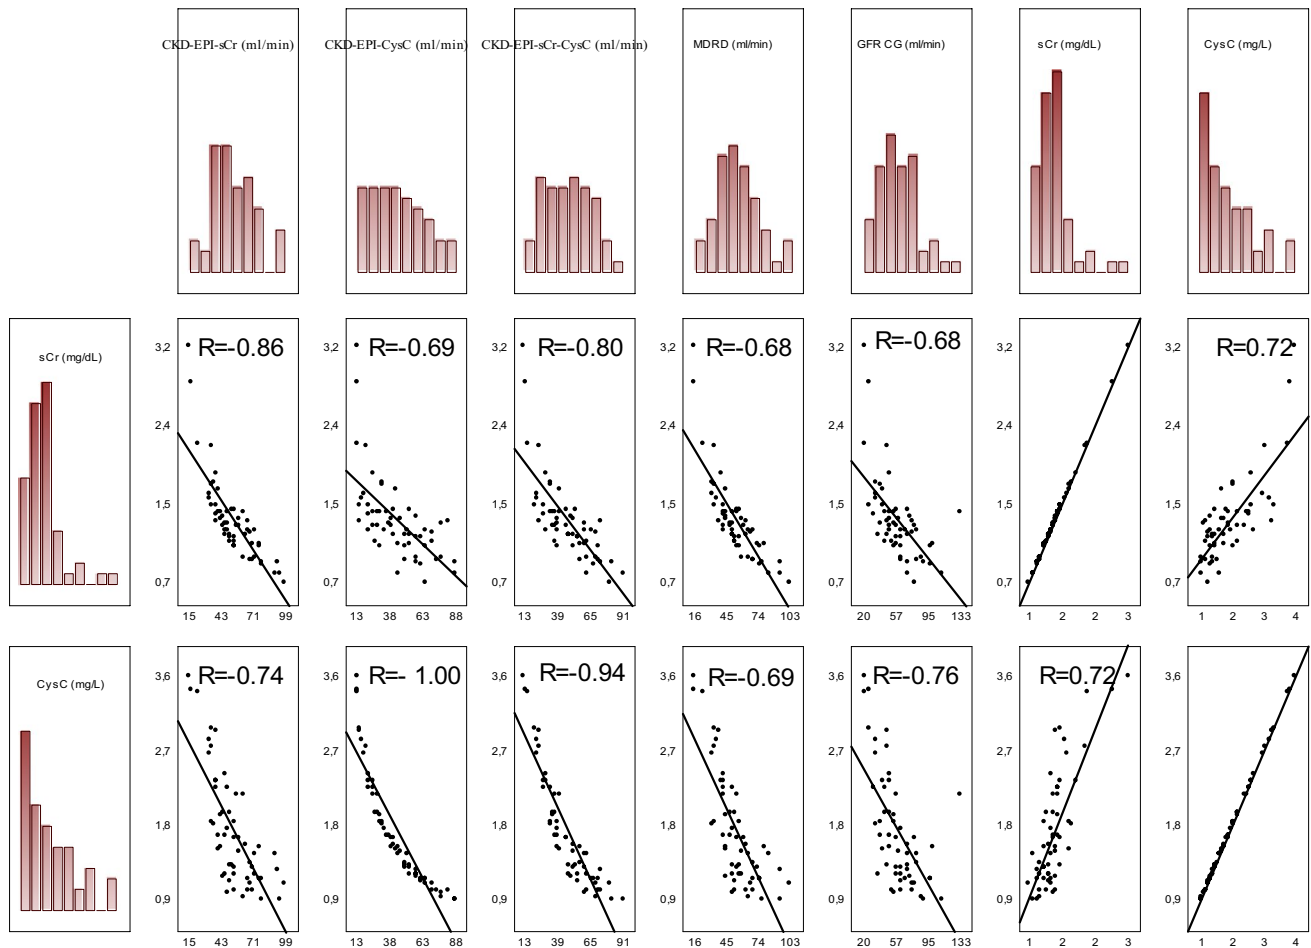 CKD-EPI-sCr (ml/min) CKD-EPI-CysC (ml/min) CKD-EPI-sCr-CysC (ml/min) MDRD (ml/min) GFR CG (ml/min) sCr (mg/dL) CysC (mg/L)
sCr (mg/dL)
3,2 R=-0.86 3,2 R=-0.69 3,2 R=-0.80 3,2 R=-0.68 3,2 R=-0.68 3,2 3,2 R=0.72
2,4 2,4 2,4 2,4 2,4 2,4 2,4
1,5 1,5 1,5 1,5 1,5 1,5 1,5
0,7 0,7 0,7 0,7 0,7 0,7 0,7
15 43 71 99 13 38 63 88 13 39 65 91 16 45 74 103 20 57 95 133 1 2 2 3 1 2 3 4
CysC (mg/L)
3,6 R=-0.74 3,6 R=- 1.00 3,6 R=-0.94 3,6 R=-0.69 3,6 R=-0.76 3,6 R=0.72 3,6
2,7 2,7 2,7 2,7 2,7 2,7 2,7
1,8 1,8 1,8 1,8 1,8 1,8 1,8
0,9 0,9 0,9 0,9 0,9 0,9 0,9
15 43 71 99 13 38 63 88 13 39 65 91 16 45 74 103 20 57 95 133 1 2 2 3 1 2 3 4